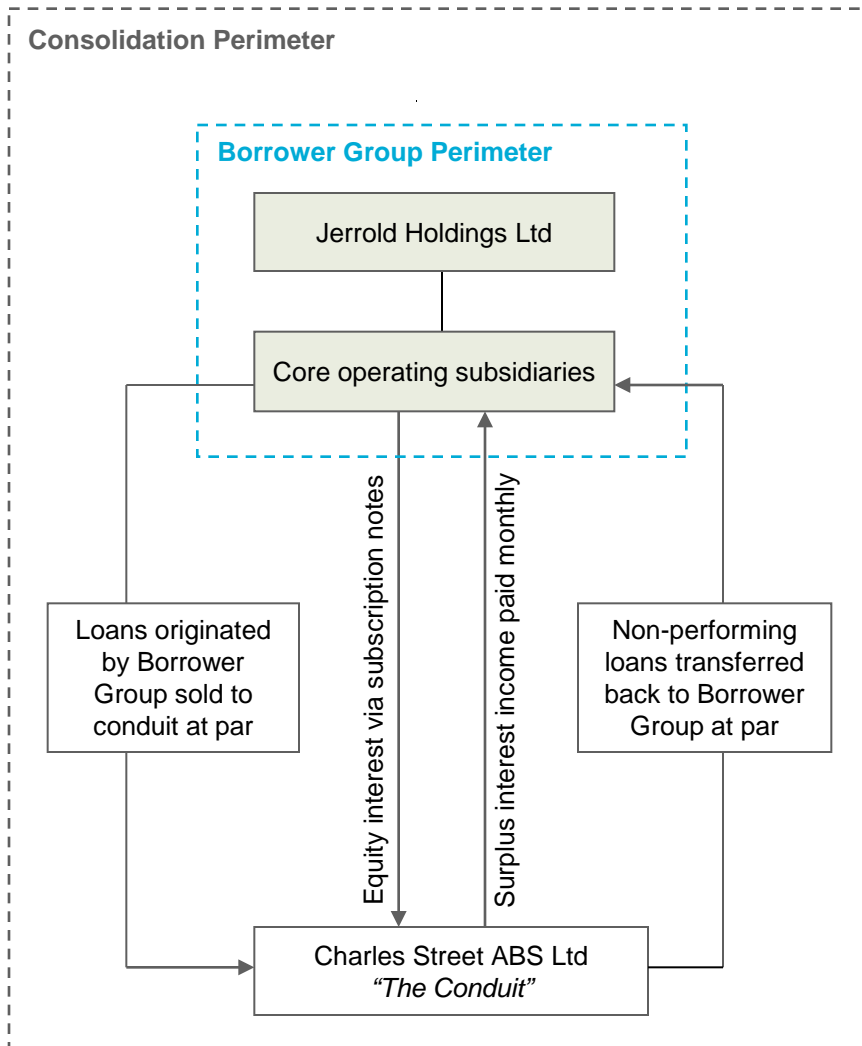 Consolidation Perimeter
Borrower Group Perimeter
Jerrold Holdings Ltd
Core operating subsidiaries
Equity interest via subscription notes
Surplus interest income paid monthly
Loans originated
by Borrower
Group sold to
conduit at par
Non-performing
loans transferred
back to Borrower
Group at par
Charles Street ABS Ltd
“The Conduit”